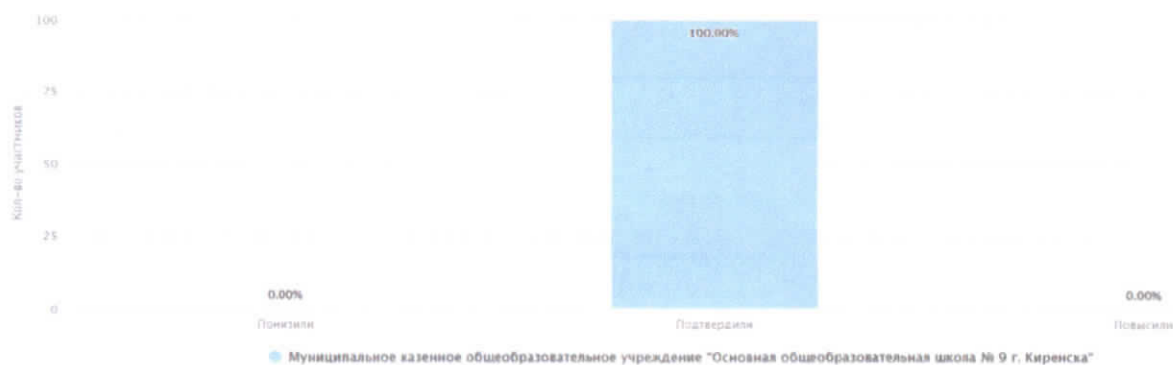 100
100.00%
75
Кол-во участников
50
25
0.00%
0.00%
0
Понизили
Подтвердили
Повысили
Муниципальное казенное общеобразовательное учреждение "Основная общеобразовательная школа № 9 г. Киренска"